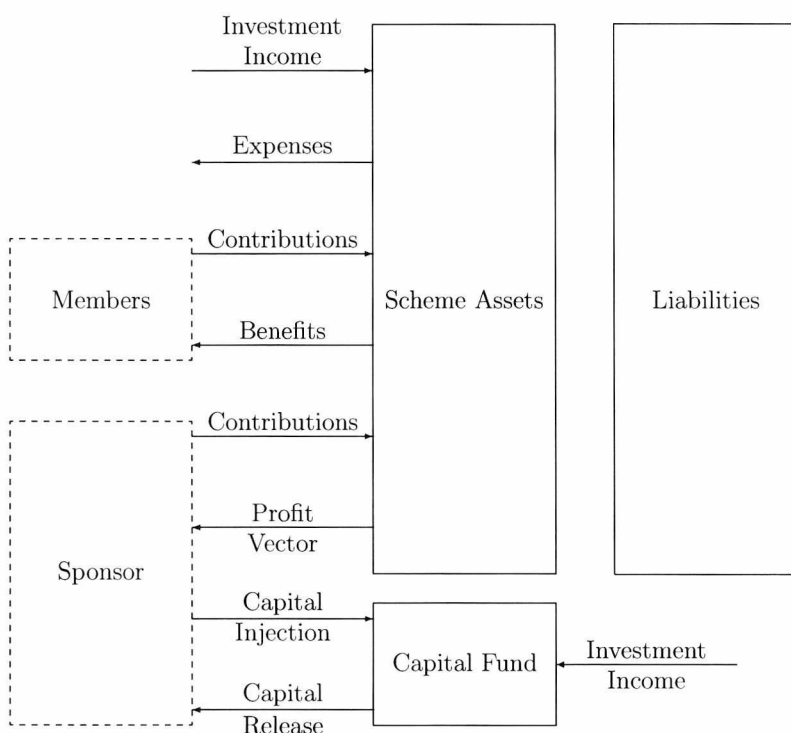 Investment
Income
Expenses
Contributions
Members
Scheme Assets
Liabilities
Benefits
Contributions
Profit
Vector
Sponsor
Capital
Injection
Capital Fund
Investment
Income
Capital
Release